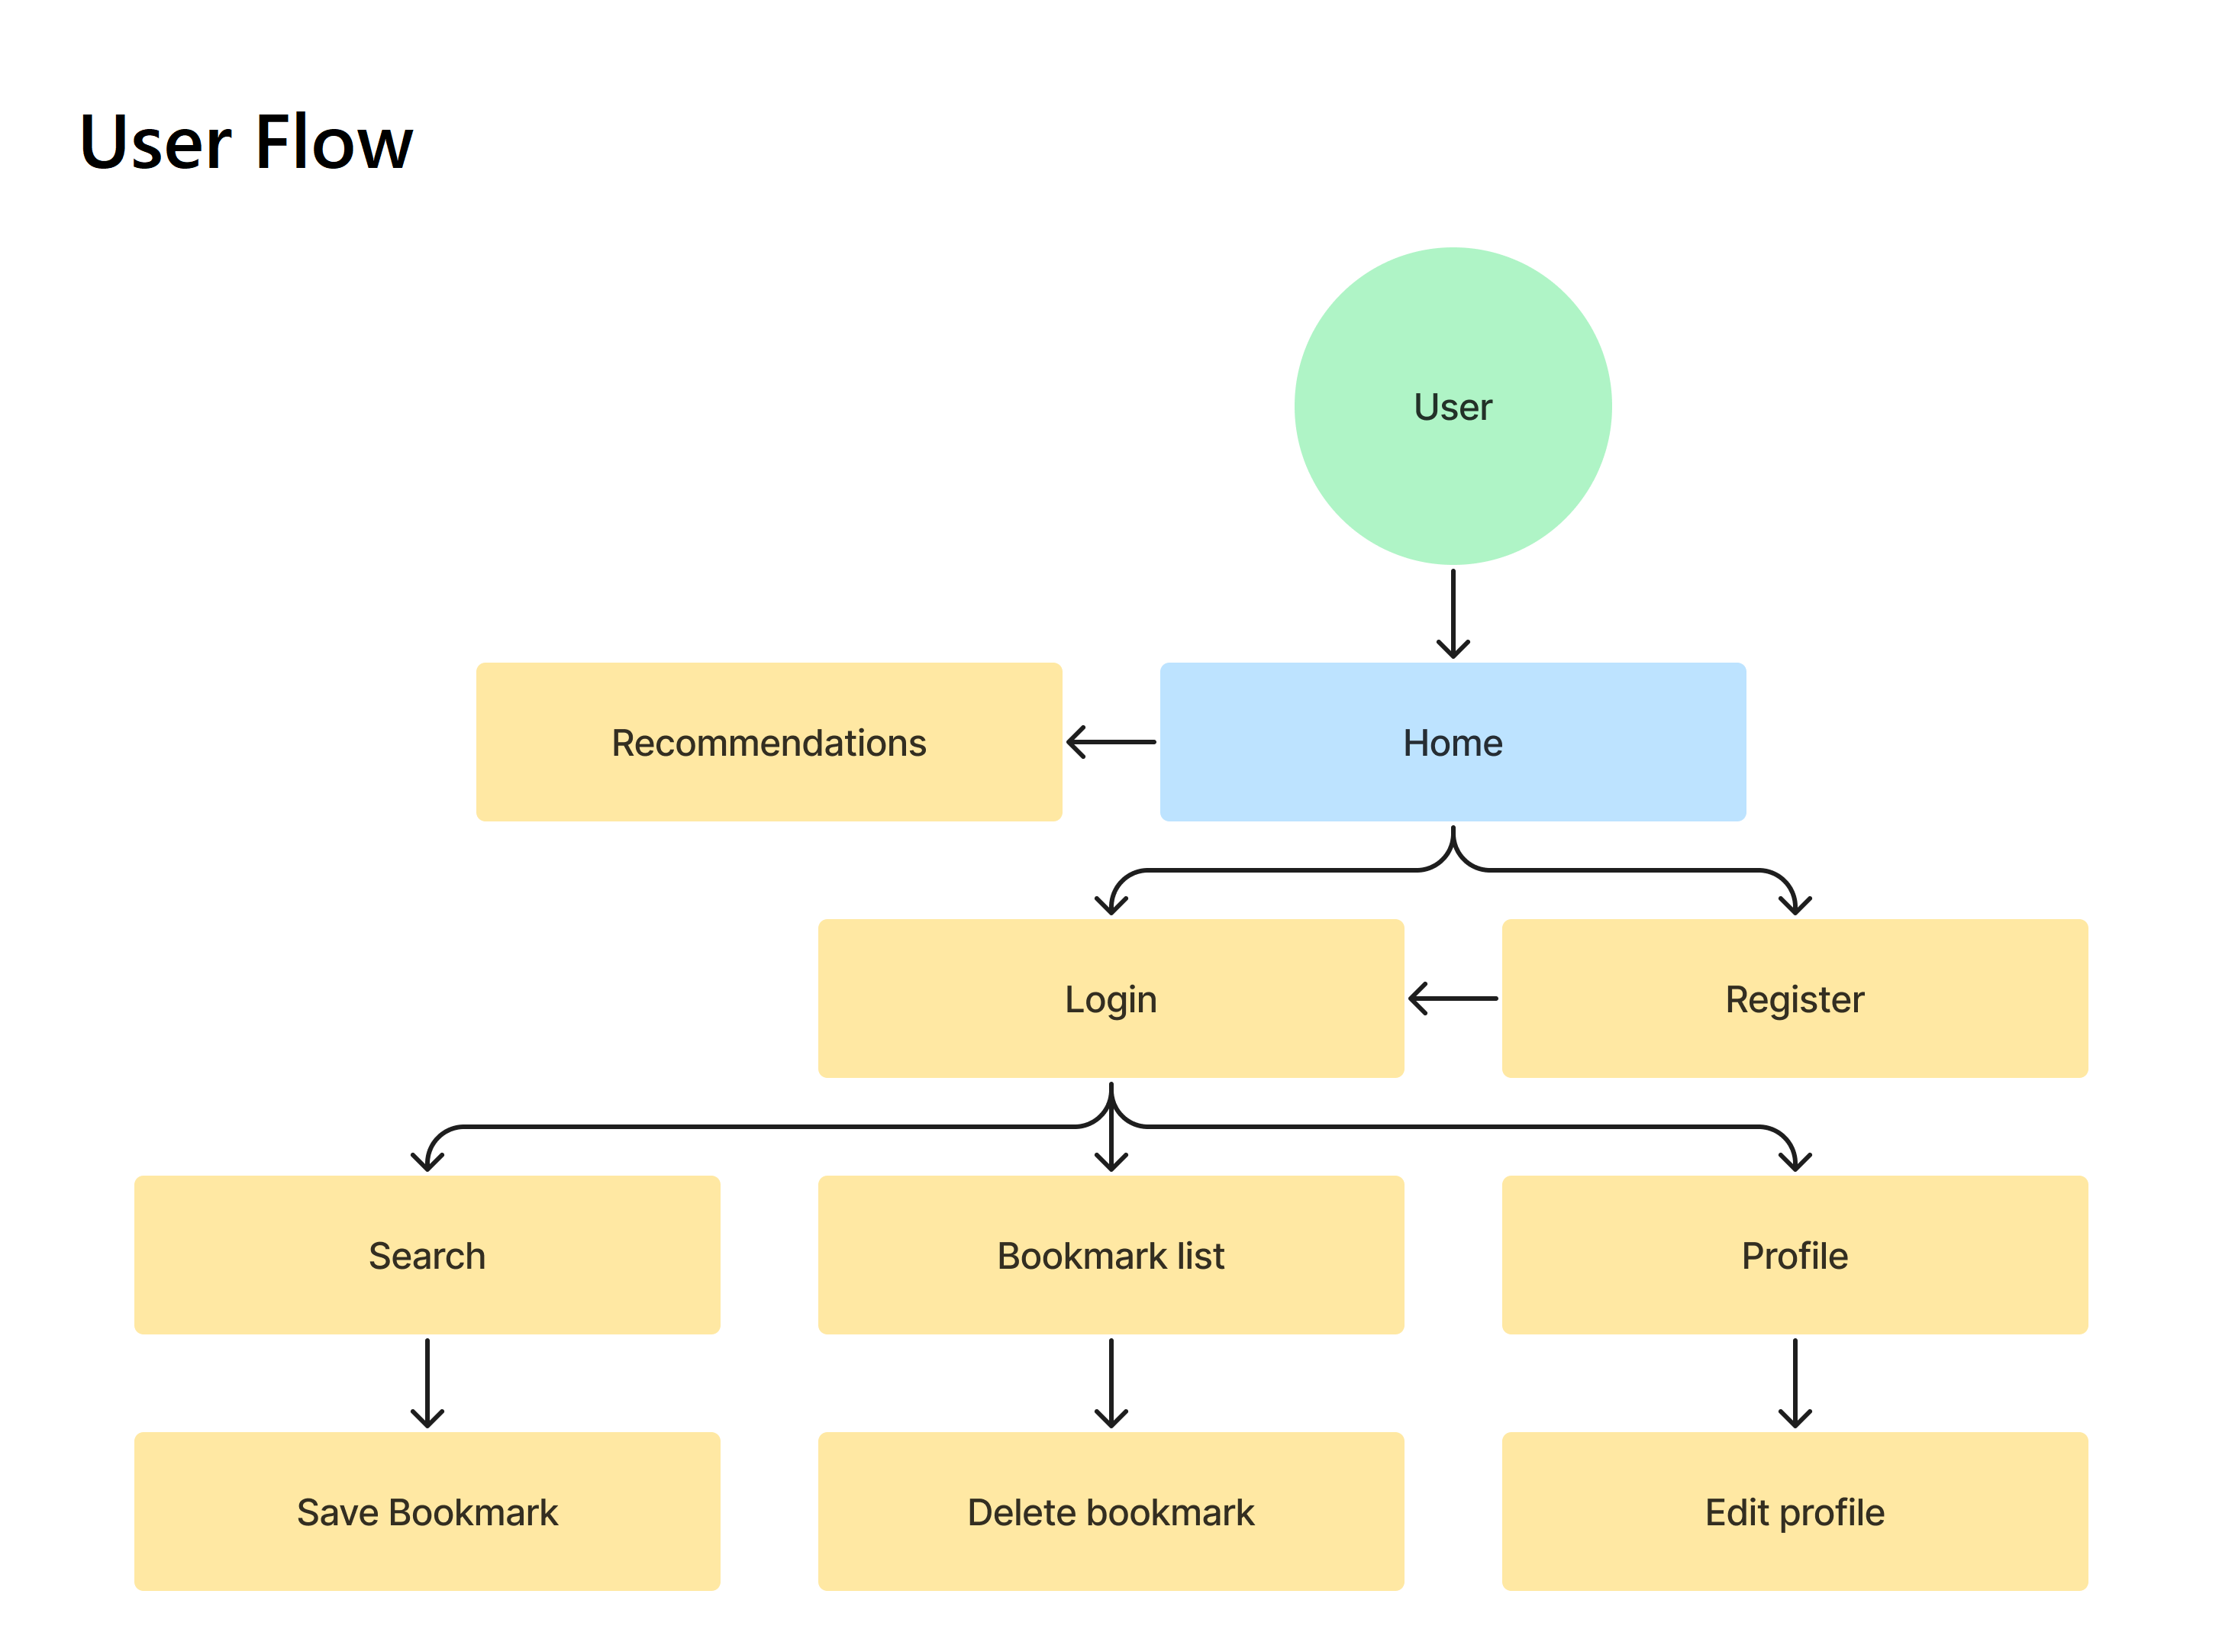 User Flow
User
Recommendations
Home
Login
Register
Search
Bookmark list
Profile
Save Bookmark
Delete bookmark
Edit profile